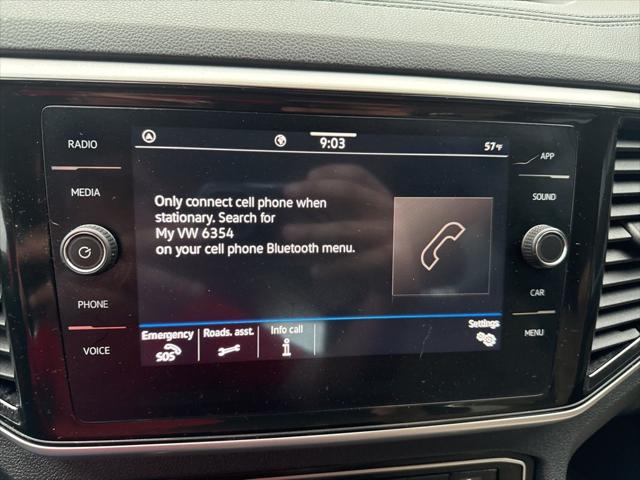 RADIO
MEDIA
PHONE
VOICE
9:03
57°F
Only connect cell phone when
stationary. Search for
My VW 6354
on your cell phone Bluetooth menu.
Emergency
SOS
Roads. asst.
Info call
Settings
APP
SOUND
CAR
MENU